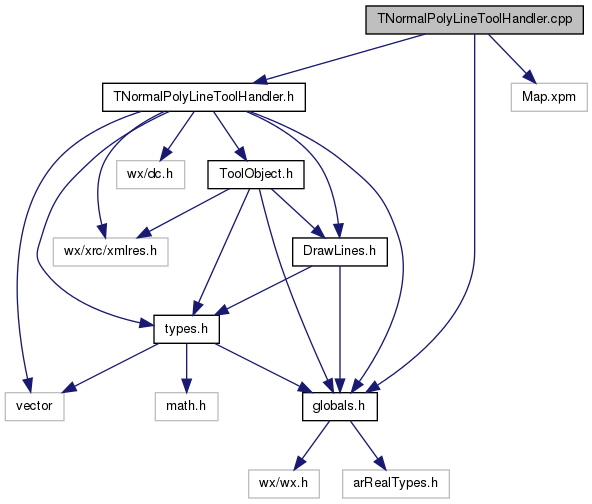 TNormalPolyLineToolHandler.cpp
TNormalPolyLineToolHandler.h
Map.xpm
wx/dc.h
ToolObject.h
wx/xrc/xmlres.h
DrawLines.h
types.h
vector
math.h
globals.h
wx/wx.h
arRealTypes.h